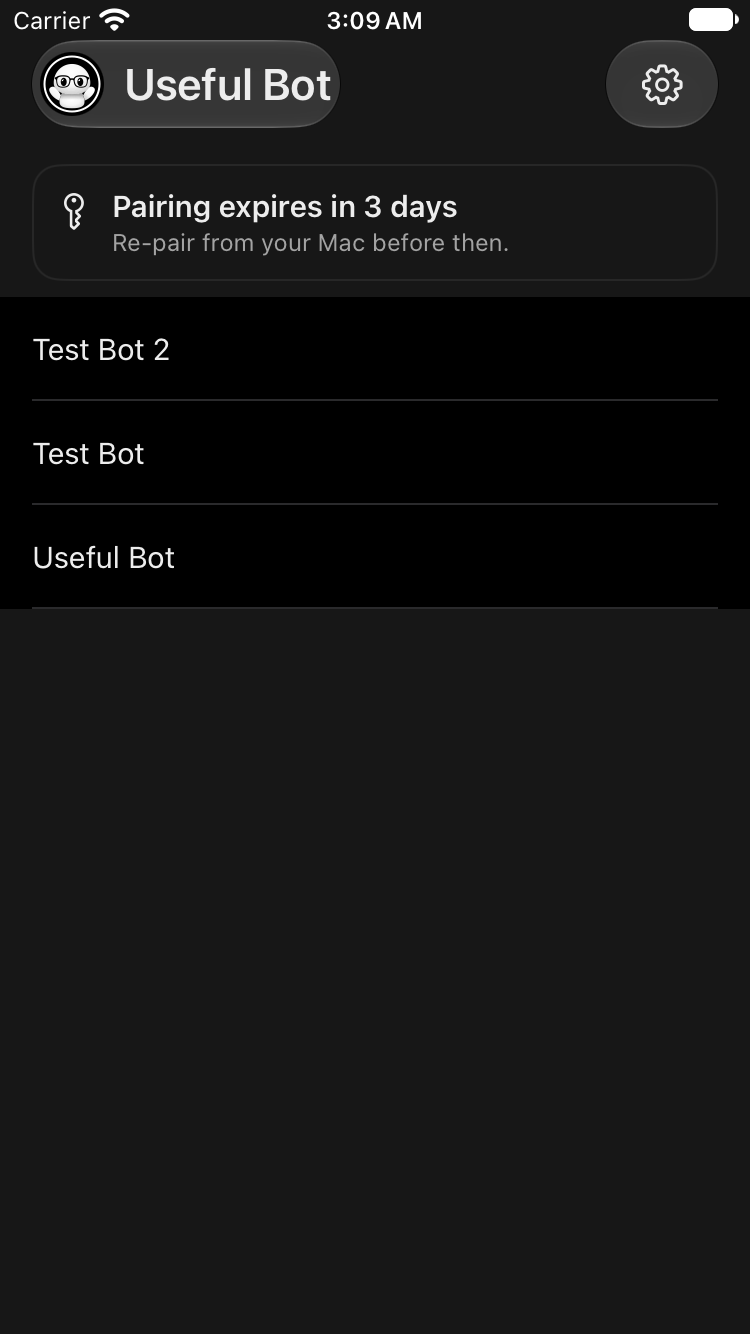 Carrier 3:09 AM
Useful Bot
Pairing expires in 3 days
Re-pair from your Mac before then.
Test Bot 2
Test Bot
Useful Bot